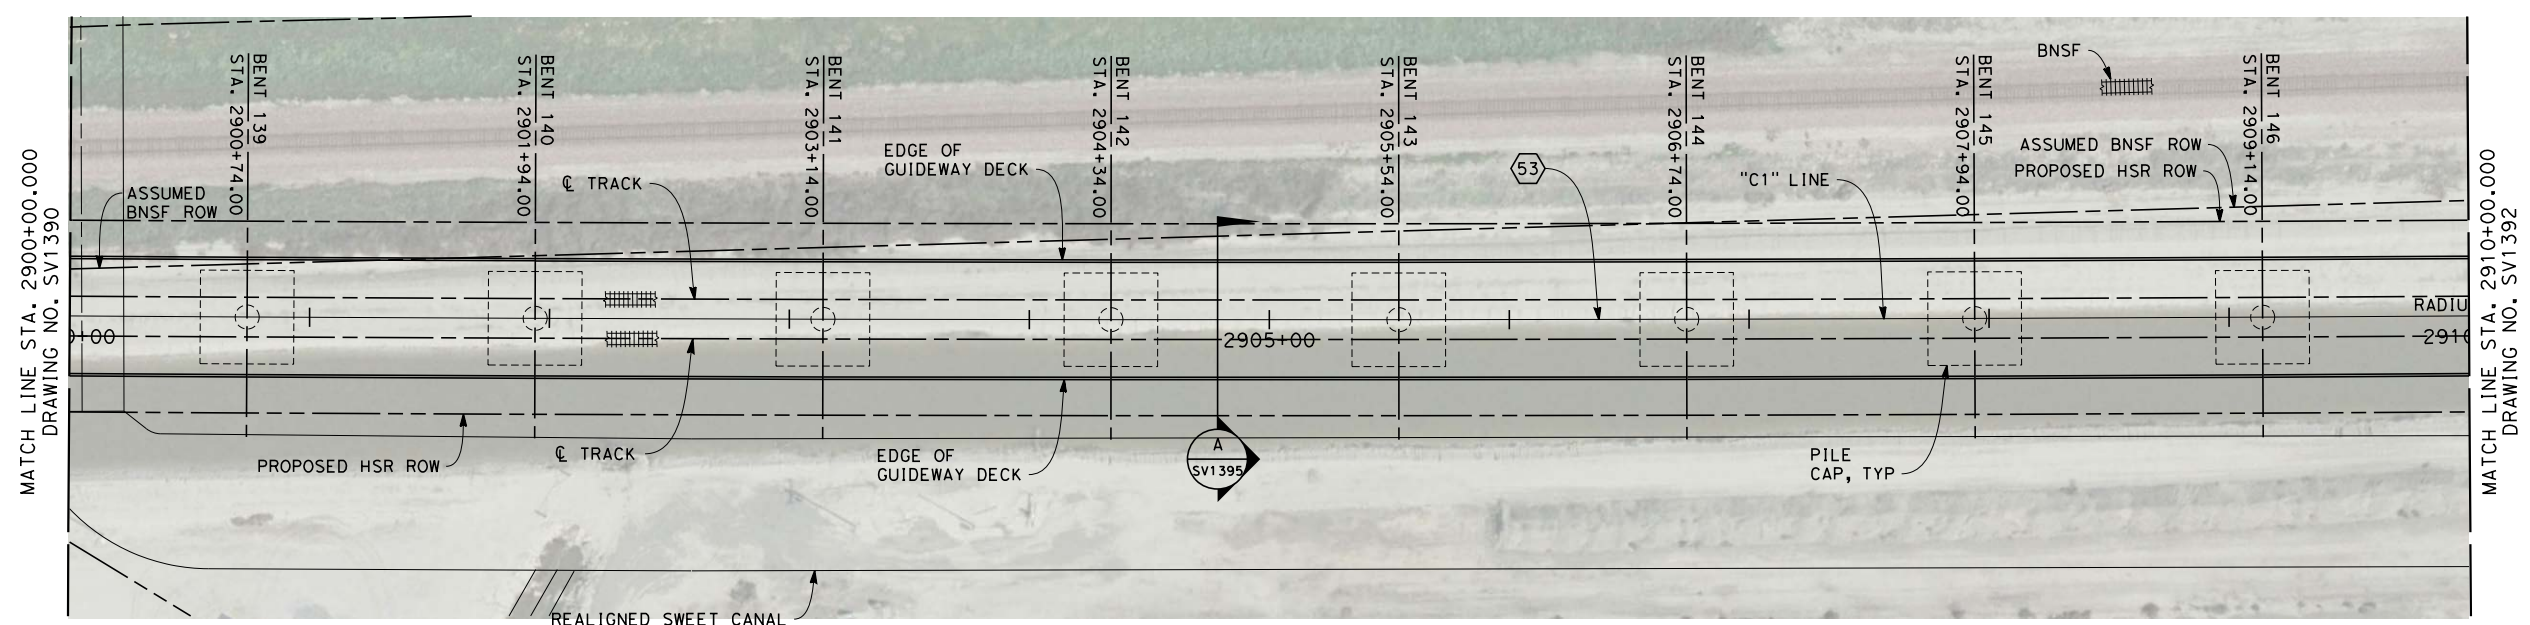 MATCH LINE STA. 2900+00.000
DRAWING NO. SV1390
BENT 139
STA. 2900+74.00
BENT 140
STA. 2901+94.00
BENT 141
STA. 2903+14.00
BENT 142
STA. 2904+34.00
BENT 143
STA. 2905+54.00
BENT 144
STA. 2906+74.00
BENT 145
STA. 2907+94.00
BENT 146
STA. 2909+14.00
BNSF
ASSUMED BNSF ROW
PROPOSED HSR ROW
ASSUMED
BNSF ROW
℄ TRACK
EDGE OF
GUIDEWAY DECK
53
"C1" LINE
RADIU
0+00
2905+00
2910
PROPOSED HSR ROW
℄ TRACK
EDGE OF
GUIDEWAY DECK
A
SV1395
PILE
CAP, TYP
REALIGNED SWEET CANAL
MATCH LINE STA. 2910+00.000
DRAWING NO. SV1392